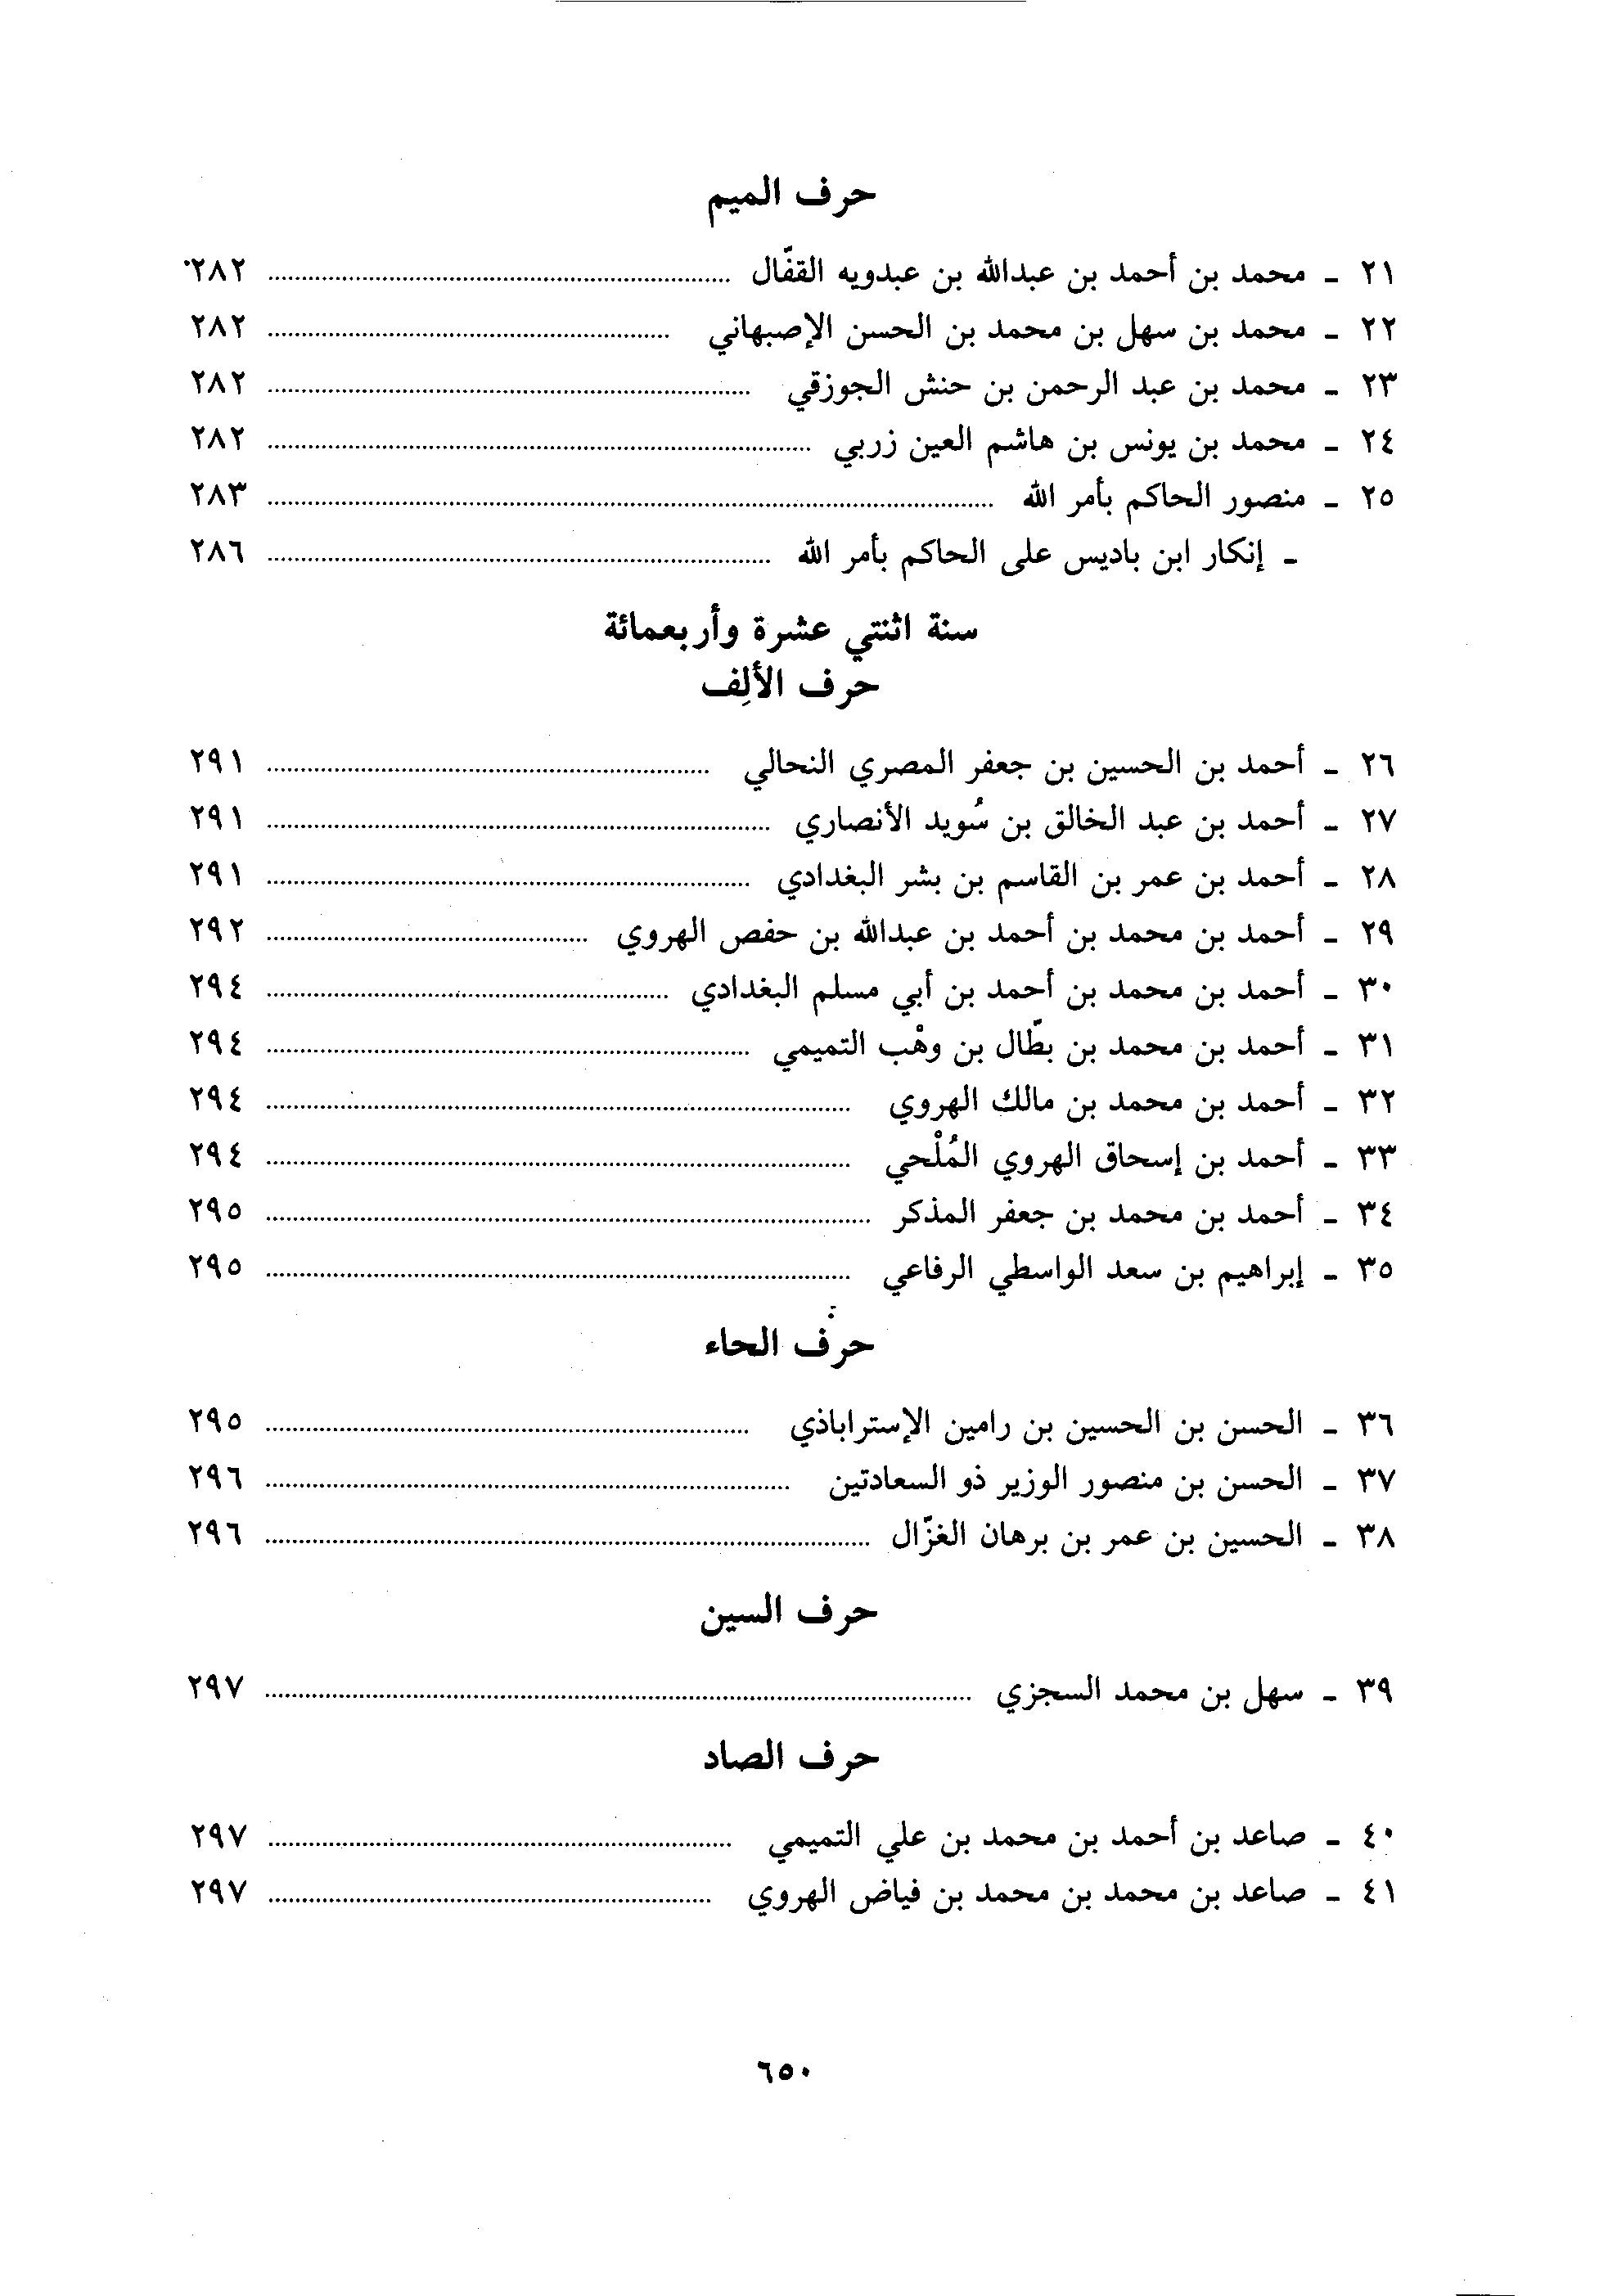 حرف الميم
٢١ - محمد بن أحمد بن عبدالله بن عبدويه القفّال ........ ٢٨٢
٢٢ - محمد بن سهل بن محمد بن الحسن الإصبهاني ........ ٢٨٢
٢٣ - محمد بن عبد الرحمن بن حنش الجوزقي ........ ٢٨٢
٢٤ - محمد بن يونس بن هاشم العين زربي ........ ٢٨٢
٢٥ - منصور الحاكم بأمر الله ........ ٢٨٣
- إنكار ابن باديس على الحاكم بأمر الله ........ ٢٨٦
سنة اثنتي عشرة وأربعمائة
حرف الألِف
٢٦ - أحمد بن الحسين بن جعفر المصري النحالي ........ ٢٩١
٢٧ - أحمد بن عبد الخالق بن سُويد الأنصاري ........ ٢٩١
٢٨ - أحمد بن عمر بن القاسم بن بشر البغدادي ........ ٢٩١
٢٩ - أحمد بن محمد بن أحمد بن عبدالله بن حفص الهروي ........ ٢٩٢
٣٠ - أحمد بن محمد بن أحمد بن أبي مسلم البغدادي ........ ٢٩٤
٣١ - أحمد بن محمد بن بطّال بن وهْب التميمي ........ ٢٩٤
٣٢ - أحمد بن محمد بن مالك الهروي ........ ٢٩٤
٣٣ - أحمد بن إسحاق الهروي المُلْحي ........ ٢٩٤
٣٤ - أحمد بن محمد بن جعفر المذكر ........ ٢٩٥
٣٥ - إبراهيم بن سعد الواسطي الرفاعي ........ ٢٩٥
حرف الحاء
٣٦ - الحسن بن الحسين بن رامين الإستراباذي ........ ٢٩٥
٣٧ - الحسن بن منصور الوزير ذو السعادتين ........ ٢٩٦
٣٨ - الحسين بن عمر بن برهان الغزّال ........ ٢٩٦
حرف السين
٣٩ - سهل بن محمد السجزي ........ ٢٩٧
حرف الصاد
٤٠ - صاعد بن أحمد بن محمد بن علي التميمي ........ ٢٩٧
٤١ - صاعد بن محمد بن محمد بن فياض الهروي ........ ٢٩٧
٦٥٠